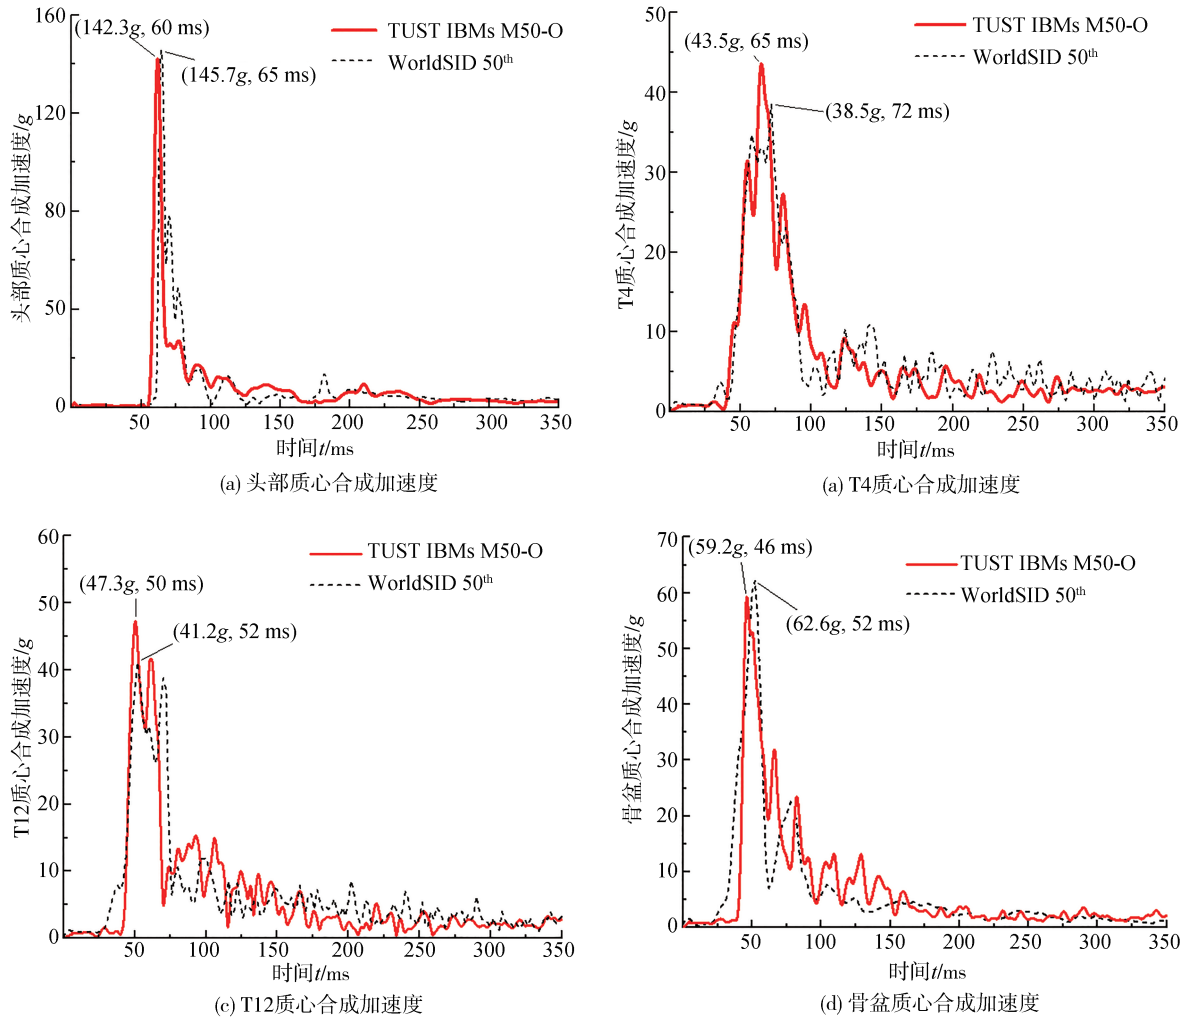 160
120
80
50
0
头部质心合成加速度/g
(142.3g, 60 ms)
(145.7g, 65 ms)
TUST IBMs M50-O
WorldSID 50th
50 100 150 200 250 300 350
时间t/ms
(a) 头部质心合成加速度
50
40
30
20
10
0
T4质心合成加速度/g
(43.5g, 65 ms)
(38.5g, 72 ms)
TUST IBMs M50-O
WorldSID 50th
50 100 150 200 250 300 350
时间t/ms
(a) T4质心合成加速度
60
50
40
30
20
10
0
T12质心合成加速度/g
(47.3g, 50 ms)
(41.2g, 52 ms)
TUST IBMs M50-O
WorldSID 50th
50 100 150 200 250 300 350
时间t/ms
(c) T12质心合成加速度
70
60
50
40
30
20
10
0
骨盆质心合成加速度/g
(59.2g, 46 ms)
(62.6g, 52 ms)
TUST IBMs M50-O
WorldSID 50th
50 100 150 200 250 300 350
时间t/ms
(d) 骨盆质心合成加速度